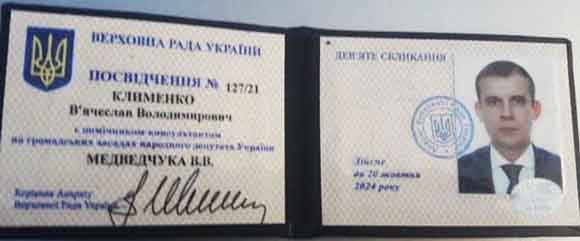 ВЕРХОВНА РАДА УКРАЇНИ
ПОСВІДЧЕННЯ № 127/21
КЛИМЕНКО
В'ячеслав Володимирович
є помічником-консультантом
на громадських засадах народного депутата України
МЕДВЕДЧУКА В.В.
Керівник Апарату
Верховної Ради України
ДЕВ'ЯТЕ СКЛИКАННЯ
Дійсне
до 20 жовтня
2024 року